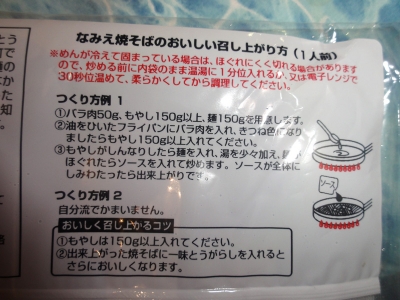 なみえ焼そばのおいしい召し上がり方（1人前）
※めんが冷えて固まっている場合は、ほぐれにくく切れる場合があります
ので、炒める前に内袋のまま温湯に1分位入れるか、又は電子レンジで
30秒位温めて、柔らかくしてから調理してください。
つくり方例 1
①バラ肉50g、もやし150g以上、麺150gを用意します。
②油をひいたフライパンにバラ肉を入れ、きつね色になり
ましたらもやし150g以上入れてください。
③もやしがしんなりしたら麺を入れ、湯を少々加え、
ほぐれたらソースを入れて炒めます。ソースが全体に
しみわたったら出来上がりです。
ソース
つくり方例 2
自分流でかまいません。
おいしく召し上がるコツ
①もやしは150g以上入れてください。
②出来上がった焼そばに一味とうがらしを入れると
さらにおいしくなります。